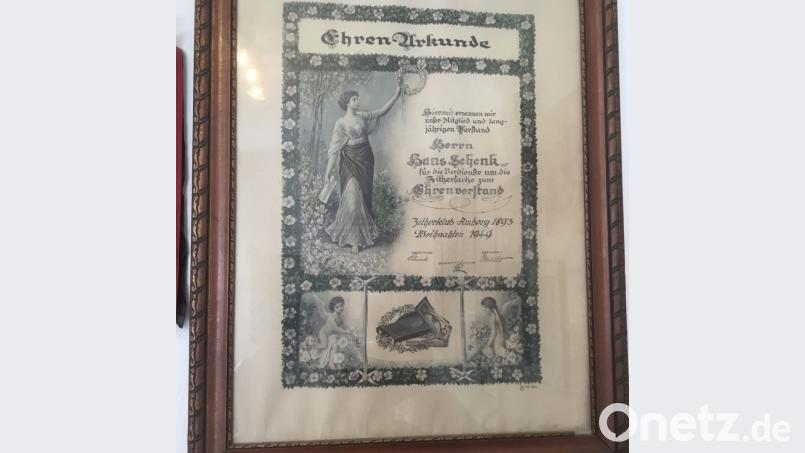 Ehren-Urkunde
Hiermit ernennen wir
unser Mitglied und lang-
jährigen Vorstand
Herrn
Hans Schenk
für die Verdienste um die
Zithersache zum
Ehrenvorstand
Zitherklub Amberg 1893
Weihnachten 1949
Onetz.de